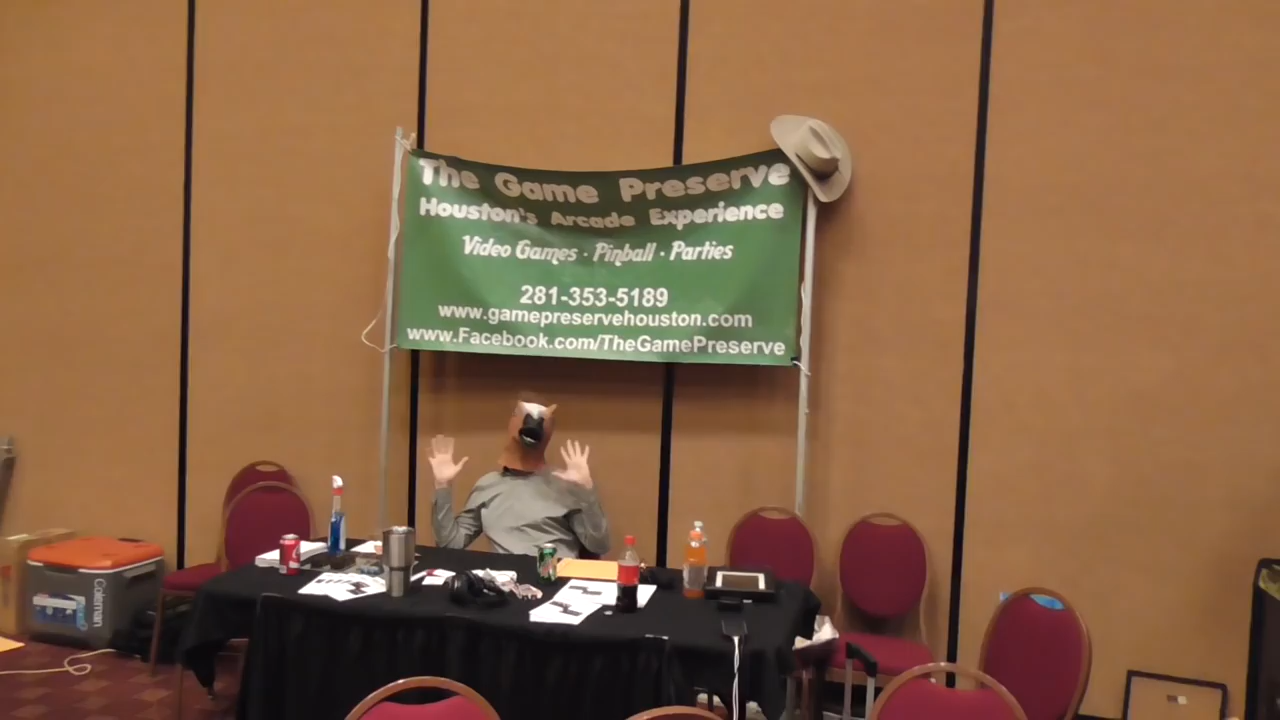 The Game Preserve
Houston's Arcade Experience
Video Games · Pinball · Parties
281-353-5189
www.gamepreservehouston.com
www.Facebook.com/TheGamePreserve
Coleman